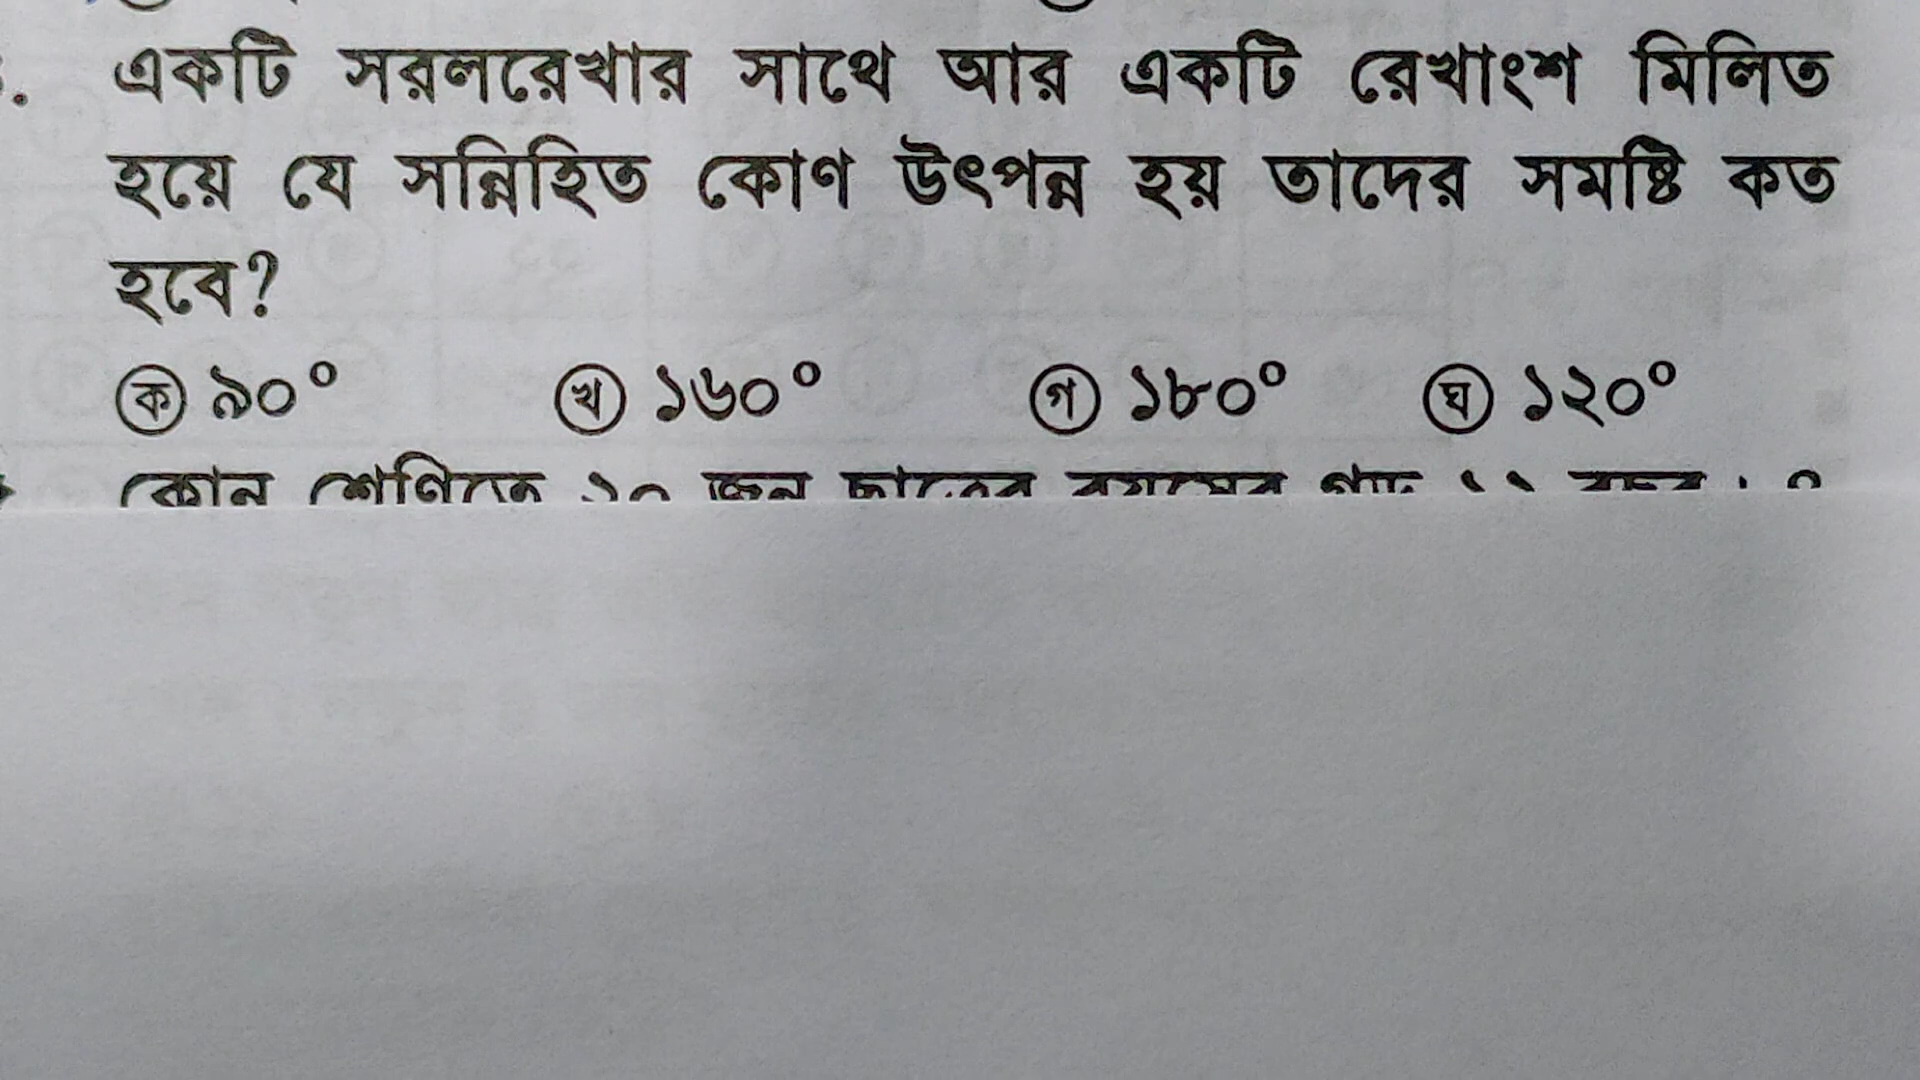 একটি সরলরেখার সাথে আর একটি রেখাংশ মিলিত
হয়ে যে সন্নিহিত কোণ উৎপন্ন হয় তাদের সমষ্টি কত
হবে?
ক ৯০° খ ১৬০° গ ১৮০° ঘ ১২০°
কোন শ্রেণিতে